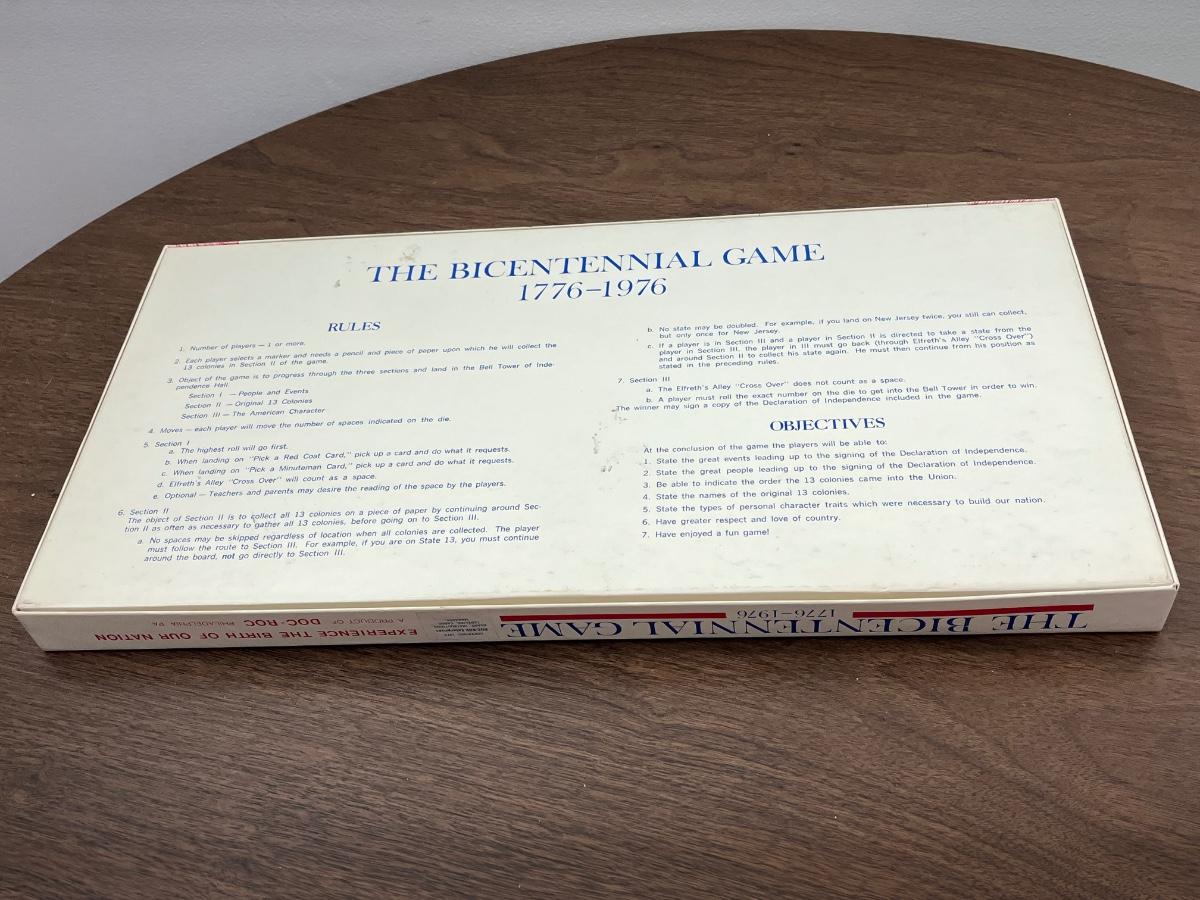 THE BICENTENNIAL GAME
1776–1976
RULES
1. Number of players — 1 or more.
2. Each player selects a marker and needs a pencil and piece of paper upon which he will collect the
13 colonies in Section II of the game.
3. Object of the game is to progress through the three sections and land in the Bell Tower of Inde-
pendence Hall.
Section I — People and Events
Section II — Original 13 Colonies
Section III — The American Character
4. Moves — each player will move the number of spaces indicated on the die.
5. Section I
a. The highest roll will go first.
b. When landing on "Pick a Red Coat Card," pick up a card and do what it requests.
c. When landing on "Pick a Minuteman Card," pick up a card and do what it requests.
d. Elfreth's Alley "Cross Over" will count as a space.
e. Optional — Teachers and parents may desire the reading of the space by the players.
6. Section II
The object of Section II is to collect all 13 colonies on a piece of paper by continuing around Sec-
tion II as often as necessary to gather all 13 colonies, before going on to Section III.
a. No spaces may be skipped regardless of location when all colonies are collected. The player
must follow the route to Section III. For example, if you are on State 13, you must continue
around the board, not go directly to Section III.
b. No state may be doubled. For example, if you land on New Jersey twice, you still can collect,
but only once for New Jersey.
c. If a player is in Section III and a player in Section II is directed to take a state from the
player in Section III, the player in III must go back (through Elfreth's Alley "Cross Over")
and around Section II to collect his state again. He must then continue from his position as
stated in the preceding rules.
7. Section III
a. The Elfreth's Alley "Cross Over" does not count as a space.
b. A player must roll the exact number on the die to get into the Bell Tower in order to win.
The winner may sign a copy of the Declaration of Independence included in the game.
OBJECTIVES
At the conclusion of the game the players will be able to:
1. State the great events leading up to the signing of the Declaration of Independence.
2. State the great people leading up to the signing of the Declaration of Independence.
3. Be able to indicate the order the 13 colonies came into the Union.
4. State the names of the original 13 colonies.
5. State the types of personal character traits which were necessary to build our nation.
6. Have greater respect and love of country.
7. Have enjoyed a fun game!
THE BICENTENNIAL GAME
1776–1976
EXPERIENCE THE BIRTH OF OUR NATION
A PRODUCT OF DOC-ROC PHILADELPHIA PA